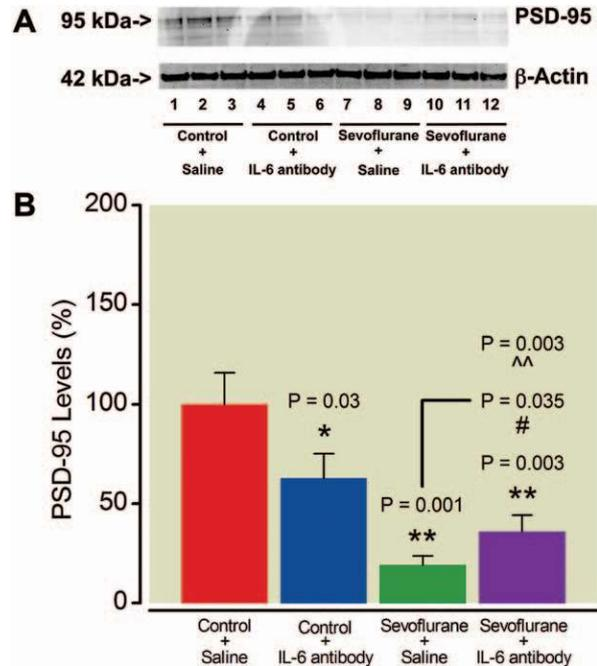 A
95 kDa->
PSD-95
42 kDa->
β-Actin
1 2 3 4 5 6 7 8 9 10 11 12
Control + Saline
Control + IL-6 antibody
Sevoflurane + Saline
Sevoflurane + IL-6 antibody
B
PSD-95 Levels (%)
200
150
100
50
0
P = 0.03
*
P = 0.001
**
P = 0.003
^^
P = 0.035
#
P = 0.003
**
Control + Saline
Control + IL-6 antibody
Sevoflurane + Saline
Sevoflurane + IL-6 antibody